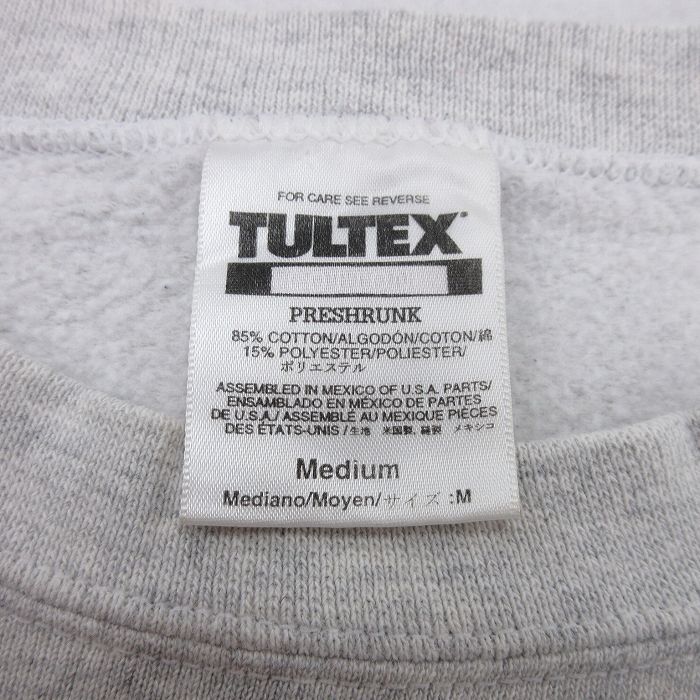 FOR CARE SEE REVERSE
TULTEX®
PRESHRUNK
85% COTTON/ALGODÓN/COTON/綿
15% POLYESTER/POLIESTER/
ポリエステル
ASSEMBLED IN MEXICO OF U.S.A. PARTS/
ENSAMBLADO EN MÉXICO DE PARTES
DE U.S.A./ASSEMBLÉ AU MEXIQUE PIÈCES
DES ÉTATS-UNIS/生地 米国製, 縫製 メキシコ
Medium
Mediano/Moyen/サイズ:M